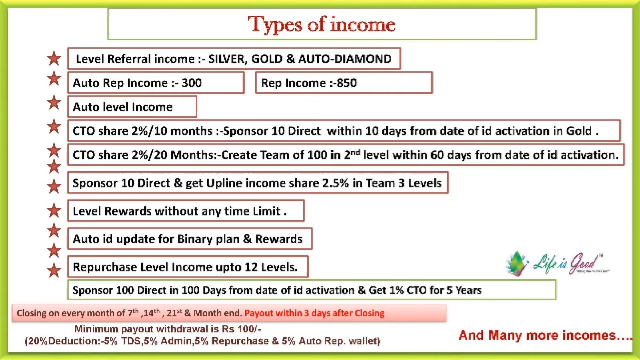 Types of income
Level Referral income :- SILVER, GOLD & AUTO-DIAMOND
Auto Rep Income :- 300
Rep Income :-850
Auto level Income
CTO share 2%/10 months :-Sponsor 10 Direct within 10 days from date of id activation in Gold .
CTO share 2%/20 Months:-Create Team of 100 in 2nd level within 60 days from date of id activation.
Sponsor 10 Direct & get Upline income share 2.5% in Team 3 Levels
Level Rewards without any time Limit .
Auto id update for Binary plan & Rewards
Life is Good ™
Repurchase Level Income upto 12 Levels.
Sponsor 100 Direct in 100 Days from date of id activation & Get 1% CTO for 5 Years
Closing on every month of 7th ,14th , 21st & Month end. Payout within 3 days after Closing
Minimum payout withdrawal is Rs 100/-
(20%Deduction:-5% TDS,5% Admin,5% Repurchase & 5% Auto Rep. wallet)
And Many more incomes….